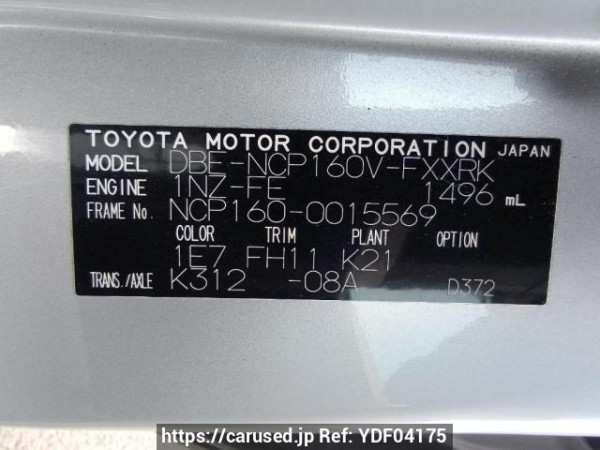 TOYOTA MOTOR CORPORATION JAPAN
MODEL DBE-NCP160V-FXXRK
ENGINE 1NZ-FE 1496 mL
FRAME No. NCP160-0015569
COLOR TRIM PLANT OPTION
1E7 FH11 K21
TRANS./AXLE K312 -08A D372
https://carused.jp Ref: YDF04175